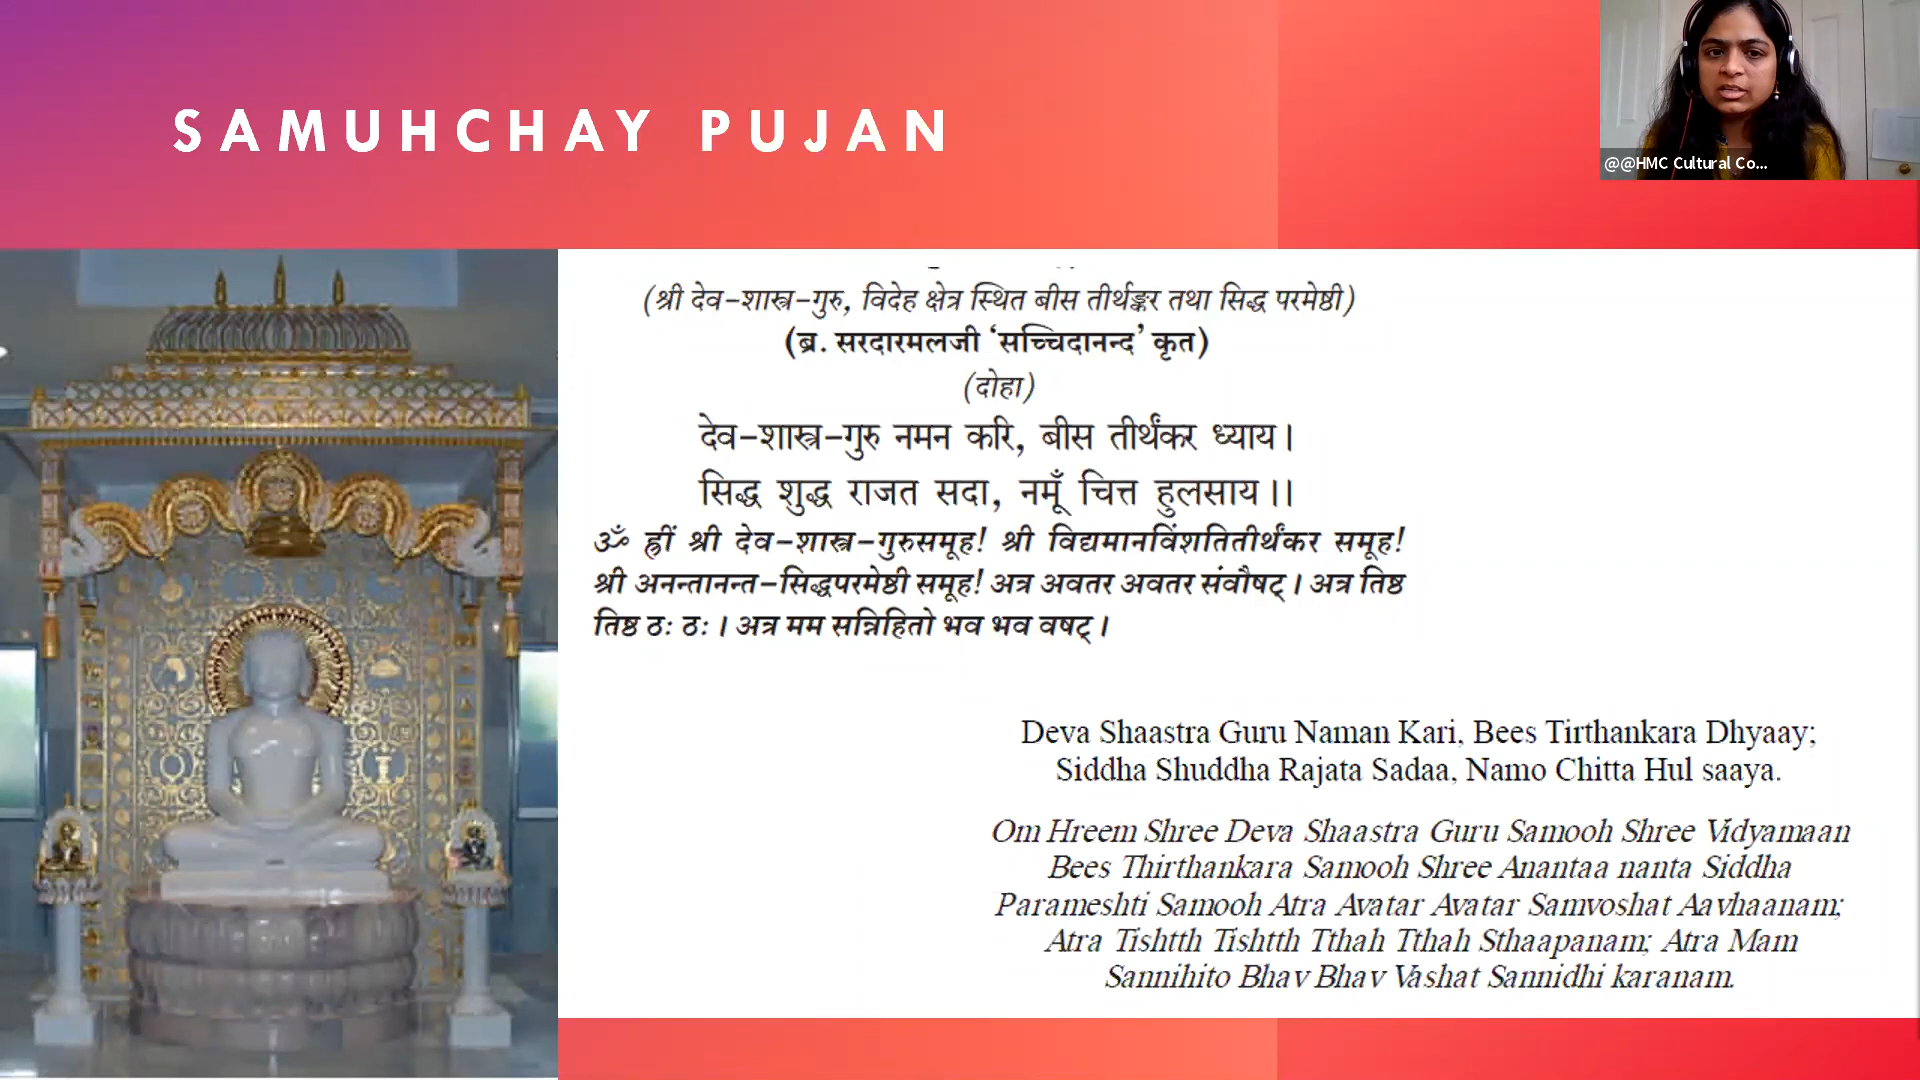 SAMUHCHAY PUJAN
@@HMC Cultural Co...
(श्री देव-शास्त्र-गुरु, विदेह क्षेत्र स्थित बीस तीर्थङ्कर तथा सिद्ध परमेष्ठी)
(ब्र. सरदारमलजी ‘सच्चिदानन्द’ कृत)
(दोहा)
देव-शास्त्र-गुरु नमन करि, बीस तीर्थंकर ध्याय।
सिद्ध शुद्ध राजत सदा, नमूँ चित्त हुलसाय।।
ॐ ह्रीं श्री देव-शास्त्र-गुरुसमूह! श्री विद्यमानविंशतितीर्थंकर समूह!
श्री अनन्तानन्त-सिद्धपरमेष्ठी समूह! अत्र अवतर अवतर संवौषट्। अत्र तिष्ठ
तिष्ठ ठः ठः। अत्र मम सन्निहितो भव भव वषट्।
Deva Shaastra Guru Naman Kari, Bees Tirthankara Dhyaay;
Siddha Shuddha Rajata Sadaa, Namo Chitta Hul saaya.
Om Hreem Shree Deva Shaastra Guru Samooh Shree Vidyamaan
Bees Thirthankara Samooh Shree Anantaa nanta Siddha
Parameshti Samooh Atra Avatar Avatar Samvoshat Aavhaanam;
Atra Tishtth Tishtth Tthah Tthah Sthaapanam; Atra Mam
Sannihito Bhav Bhav Vashat Sannidhi karanam.